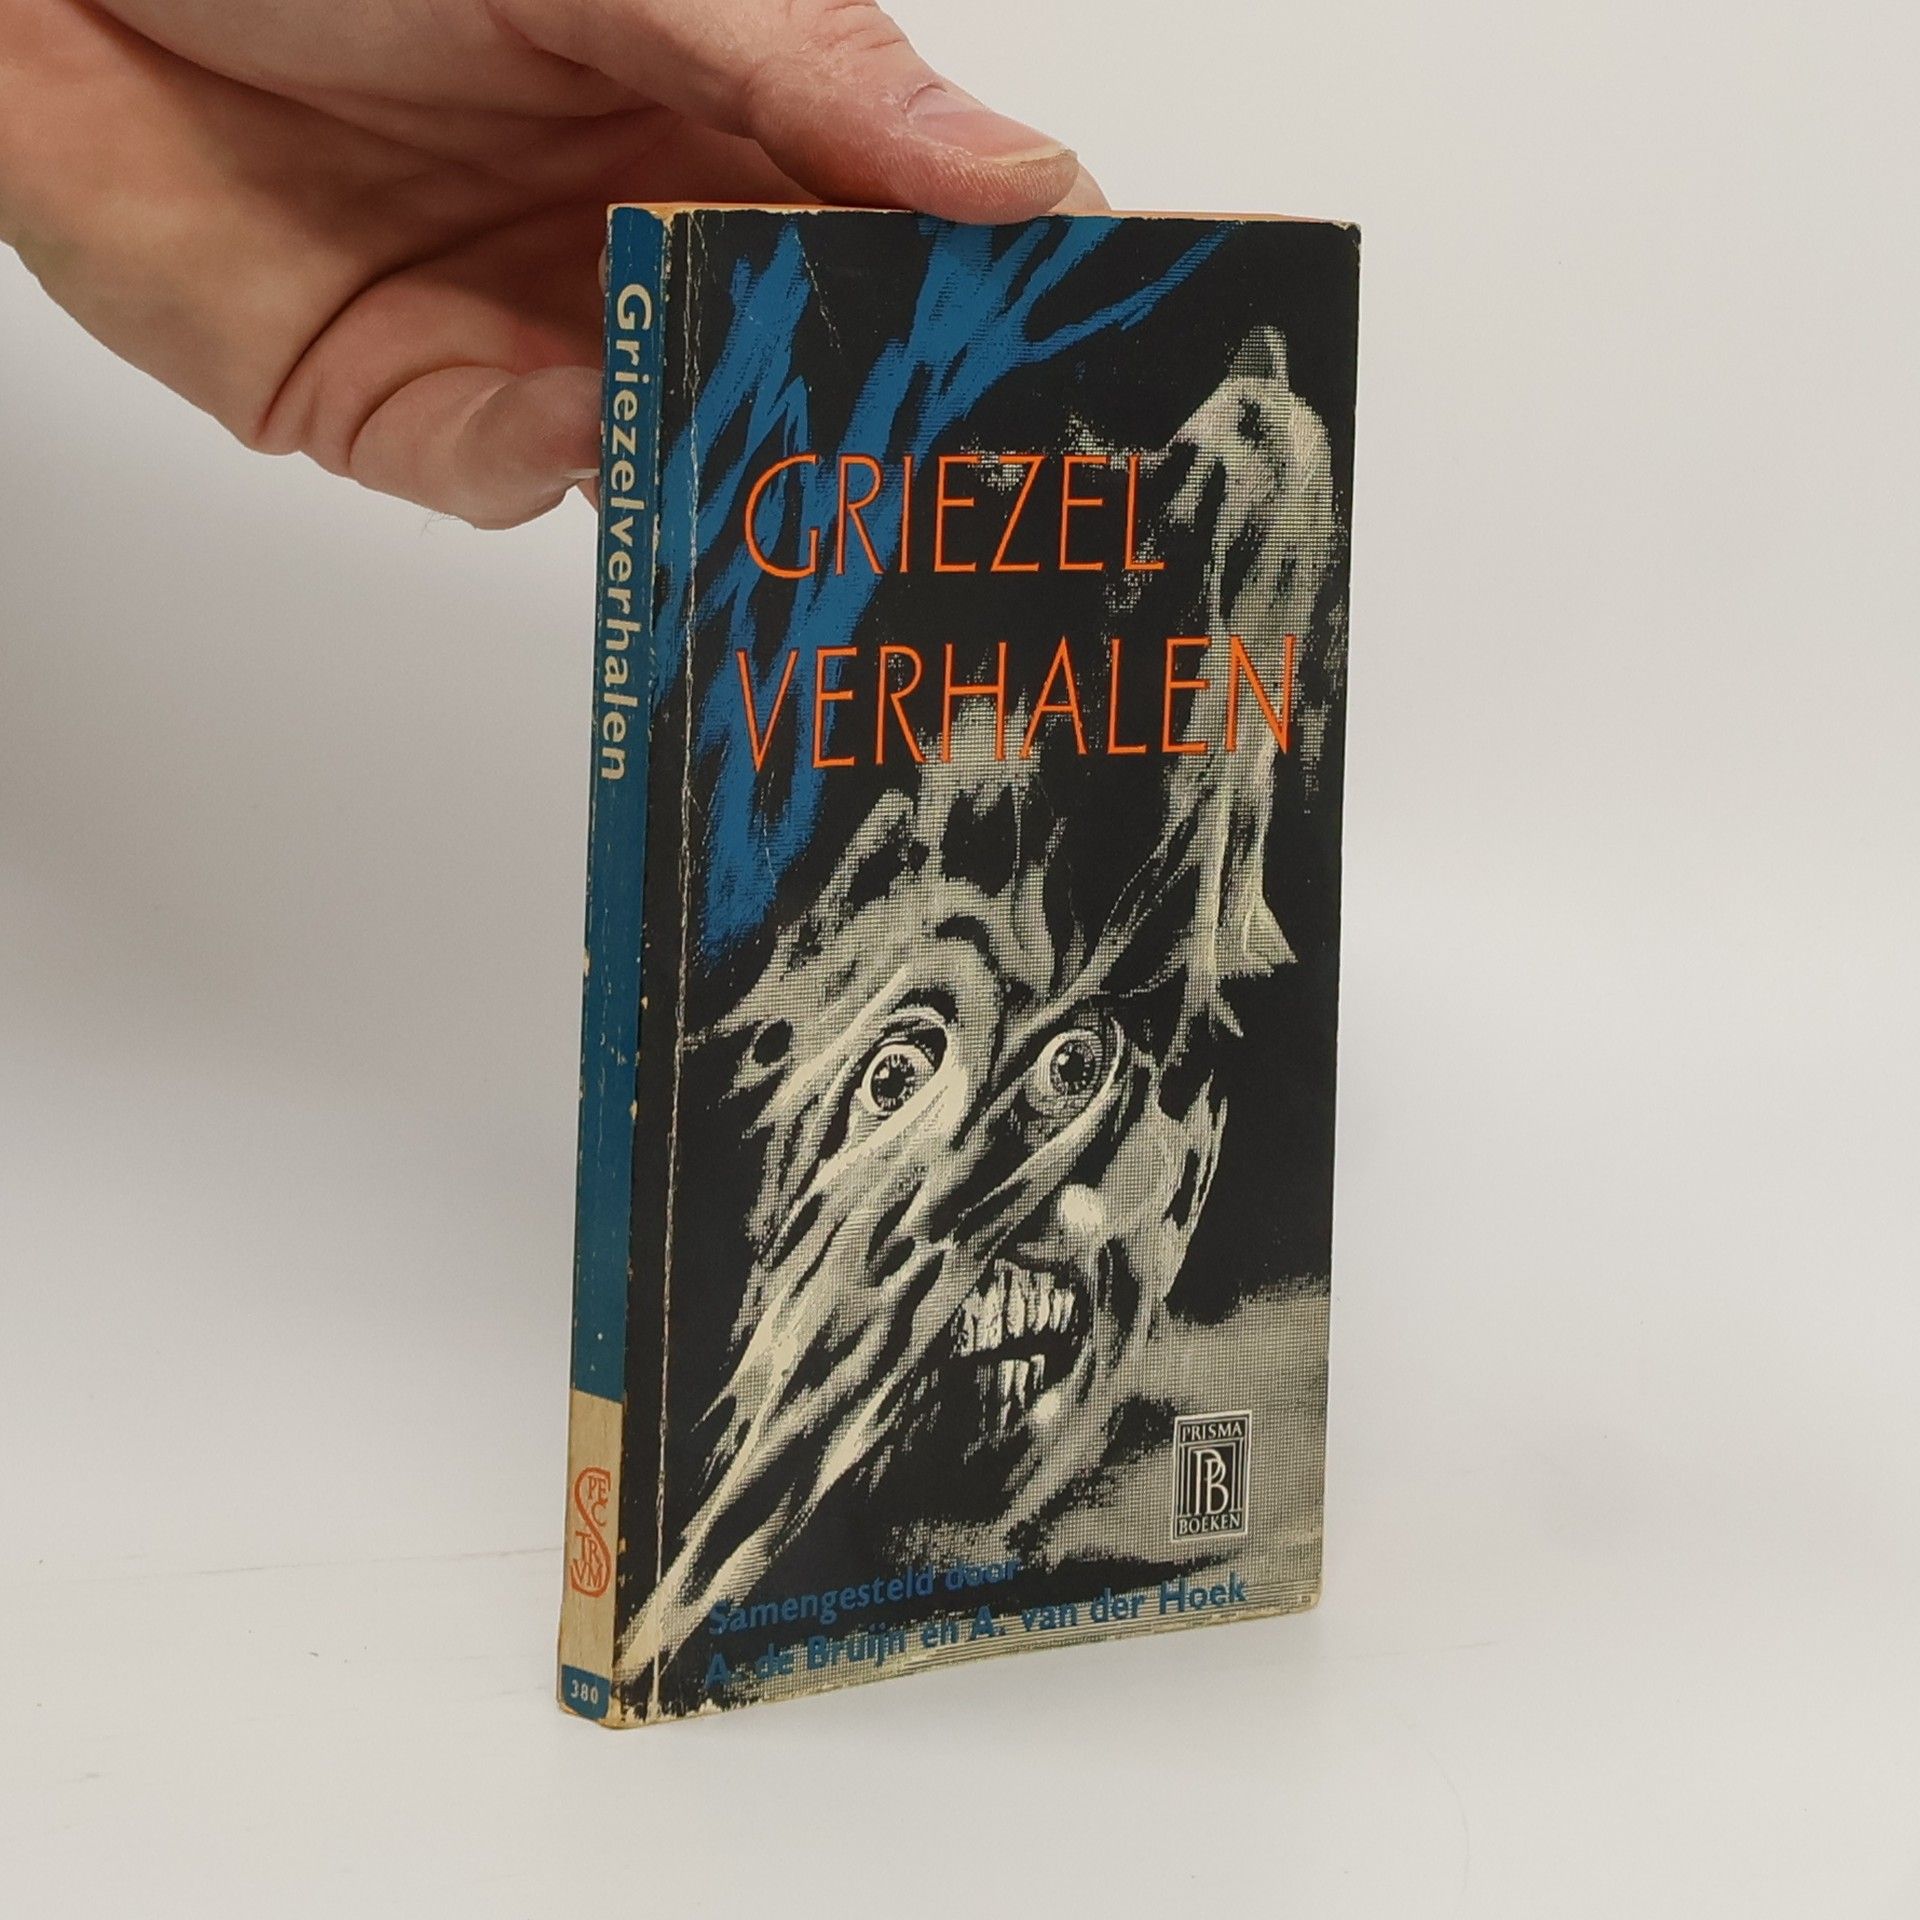 Griezelverhalen
SPECTRVM
380
GRIEZEL
VERHALEN
PRISMA
PB
BOEKEN
Samengesteld door
A. de Bruijn en A. van der Hoek